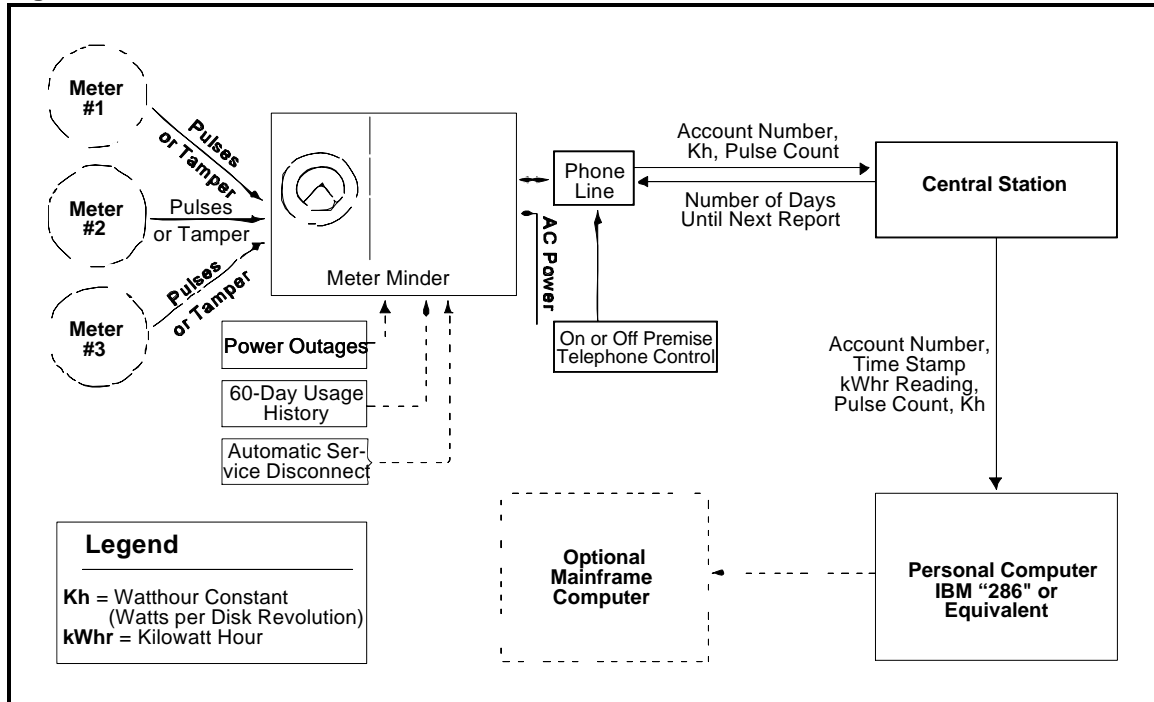 Meter
#1
Pulses
or Tamper
Meter
#2
Pulses
or Tamper
Meter
#3
Pulses
or Tamper
Meter Minder
Phone
Line
AC Power
Account Number,
Kh, Pulse Count
Number of Days
Until Next Report
Central Station
Power Outages
60-Day Usage
History
Automatic Ser-
vice Disconnect
On or Off Premise
Telephone Control
Account Number,
Time Stamp
kWhr Reading,
Pulse Count, Kh
Legend
Kh = Watthour Constant
(Watts per Disk Revolution)
kWhr = Kilowatt Hour
Optional
Mainframe
Computer
Personal Computer
IBM “286" or
Equivalent